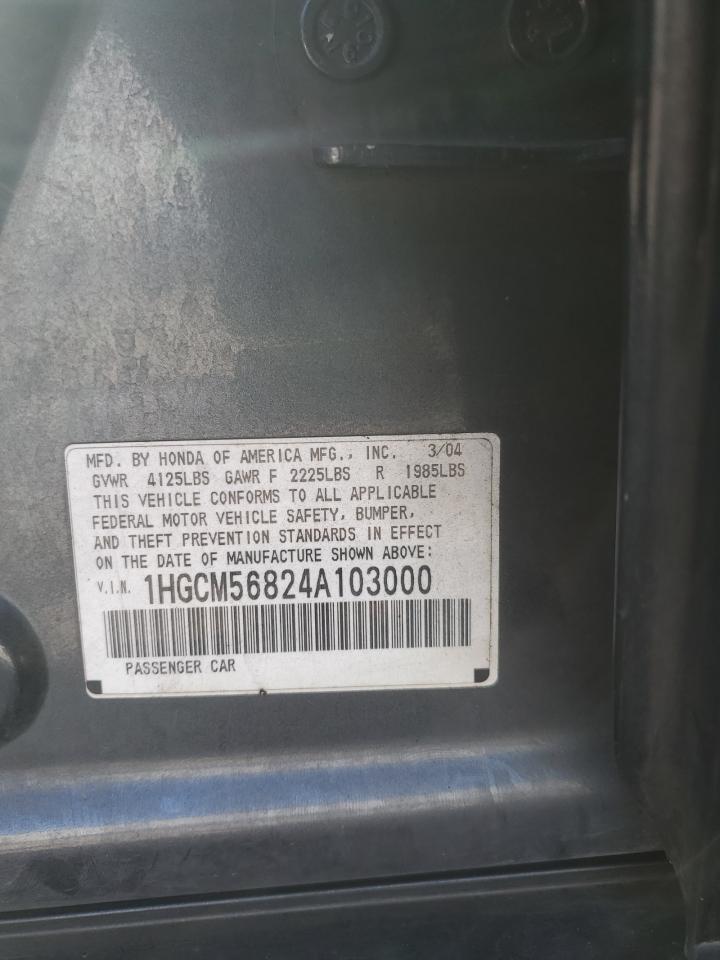 MFD. BY HONDA OF AMERICA MFG., INC. 3/04
GVWR 4125LBS GAWR F 2225LBS R 1985LBS
THIS VEHICLE CONFORMS TO ALL APPLICABLE
FEDERAL MOTOR VEHICLE SAFETY, BUMPER,
AND THEFT PREVENTION STANDARDS IN EFFECT
ON THE DATE OF MANUFACTURE SHOWN ABOVE:
V.I.N. 1HGCM56824A103000
PASSENGER CAR